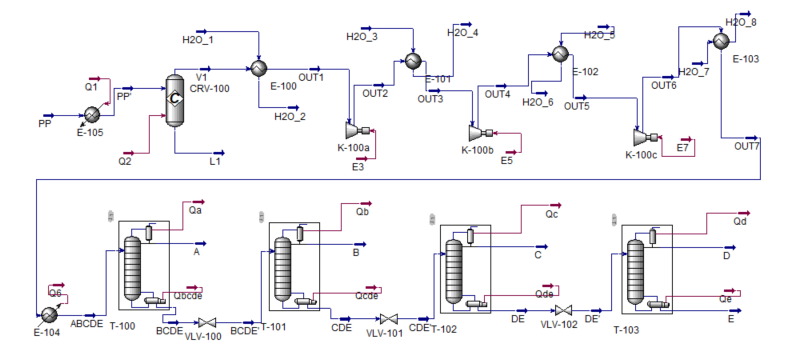 H2O_1
H2O_3
H2O_4
H2O_5
H2O_8
Q1
V1
CRV-100
E-100
OUT1
E-101
E-102
E-103
H2O_7
PP
PP'
E-105
C
H2O_2
OUT2
OUT3
OUT4
H2O_6
OUT5
OUT6
Q2
L1
K-100a
E3
K-100b
E5
K-100c
E7
OUT7
Qa
Qb
Qc
Qd
A
B
C
D
Q6
Qbcde
Qcde
Qde
Qe
E-104
ABCDE
T-100
BCDE
VLV-100
BCDE'
T-101
CDE
VLV-101
CDE'
T-102
DE
VLV-102
DE'
T-103
E